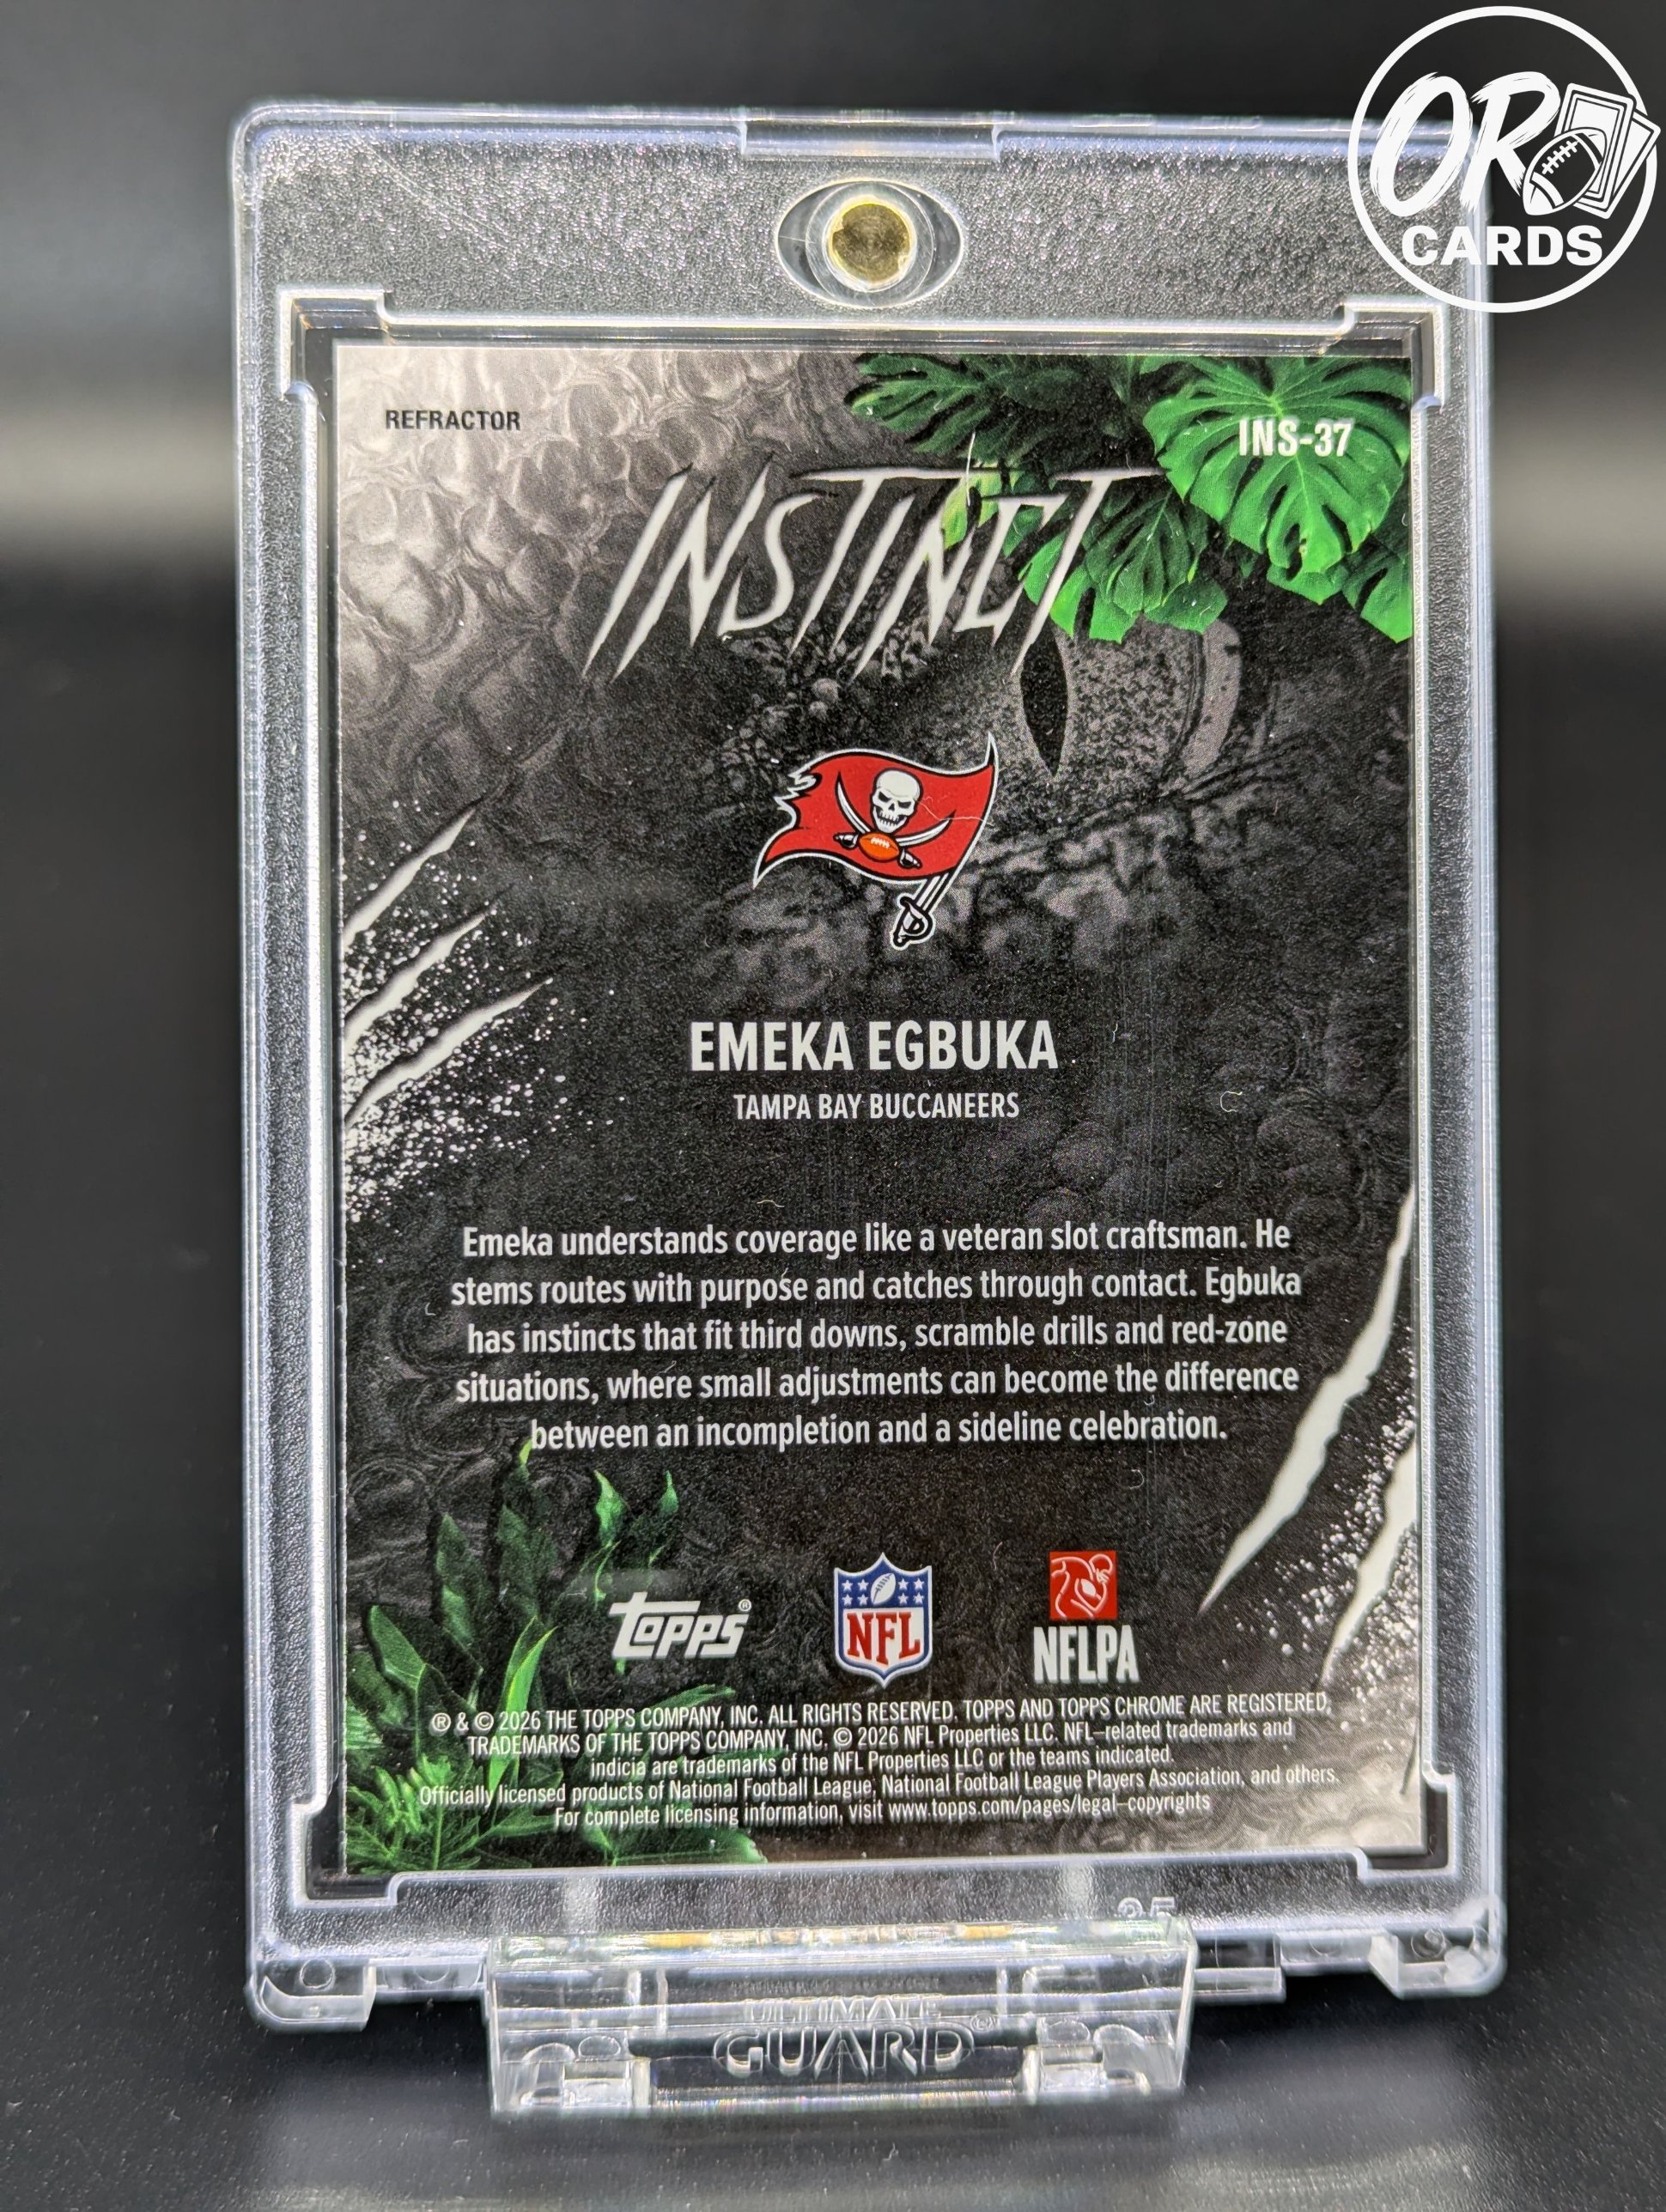 OR
CARDS
REFRACTOR
INS-37
INSTINCT
EMEKA EGBUKA
TAMPA BAY BUCCANEERS
Emeka understands coverage like a veteran slot craftsman. He
stems routes with purpose and catches through contact. Egbuka
has instincts that fit third downs, scramble drills and red-zone
situations, where small adjustments can become the difference
between an incompletion and a sideline celebration.
Topps®
NFL
NFLPA
® & © 2026 THE TOPPS COMPANY, INC. ALL RIGHTS RESERVED. TOPPS AND TOPPS CHROME ARE REGISTERED
TRADEMARKS OF THE TOPPS COMPANY, INC. © 2026 NFL Properties LLC. NFL-related trademarks and
indicia are trademarks of the NFL Properties LLC or the teams indicated.
Officially licensed products of National Football League, National Football League Players Association, and others.
For complete licensing information, visit www.topps.com/pages/legal-copyrights
35
ULTIMATE
GUARD®